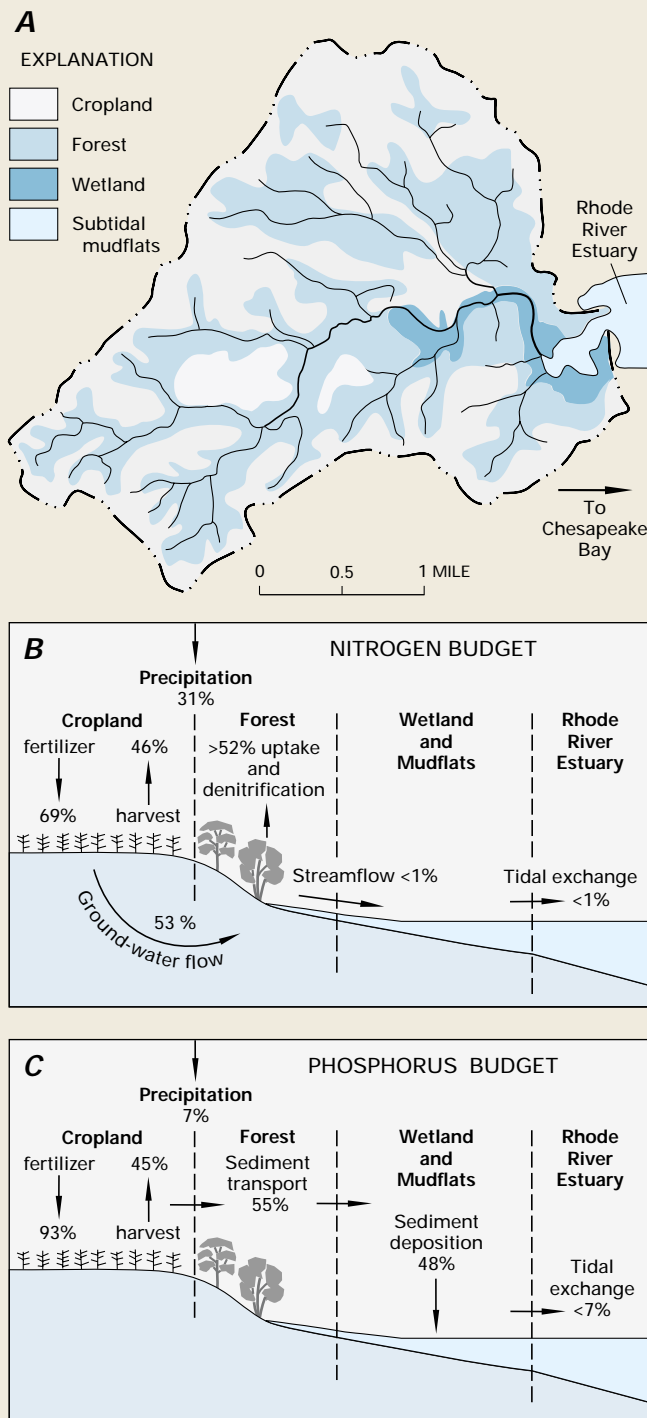 A
EXPLANATION
Cropland
Forest
Wetland
Subtidal
mudflats
Rhode
River
Estuary
To
Chesapeake
Bay
0 0.5 1 MILE
B NITROGEN BUDGET
Precipitation
31%
Cropland
fertilizer
69%
46%
harvest
Forest
>52% uptake
and
denitrification
Wetland
and
Mudflats
Rhode
River
Estuary
Streamflow <1%
Tidal exchange
<1%
53 %
Ground-water flow
C PHOSPHORUS BUDGET
Precipitation
7%
Cropland
fertilizer
93%
45%
harvest
Forest
Sediment
transport
55%
Wetland
and
Mudflats
Sediment
deposition
48%
Rhode
River
Estuary
Tidal
exchange
<7%